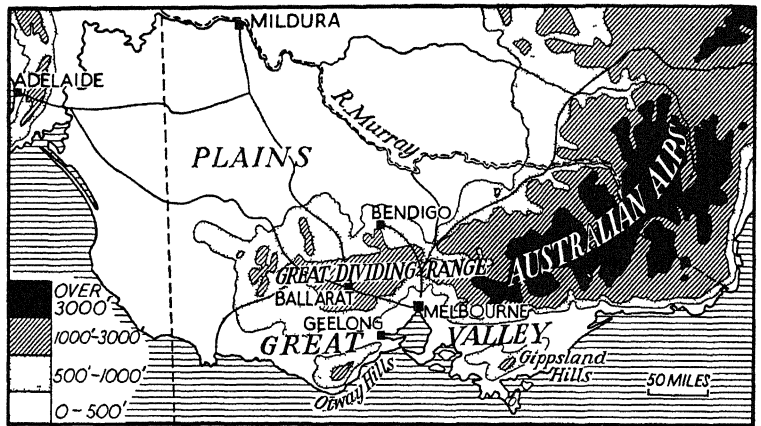 MILDURA
ADELAIDE
R. Murray
PLAINS
AUSTRALIAN ALPS
BENDIGO
GREAT DIVIDING RANGE
BALLARAT
MELBOURNE
GEELONG
GREAT VALLEY
Gippsland
Hills
Otway Hills
OVER
3000'
1000'-3000'
500'-1000'
0-500'
50 MILES